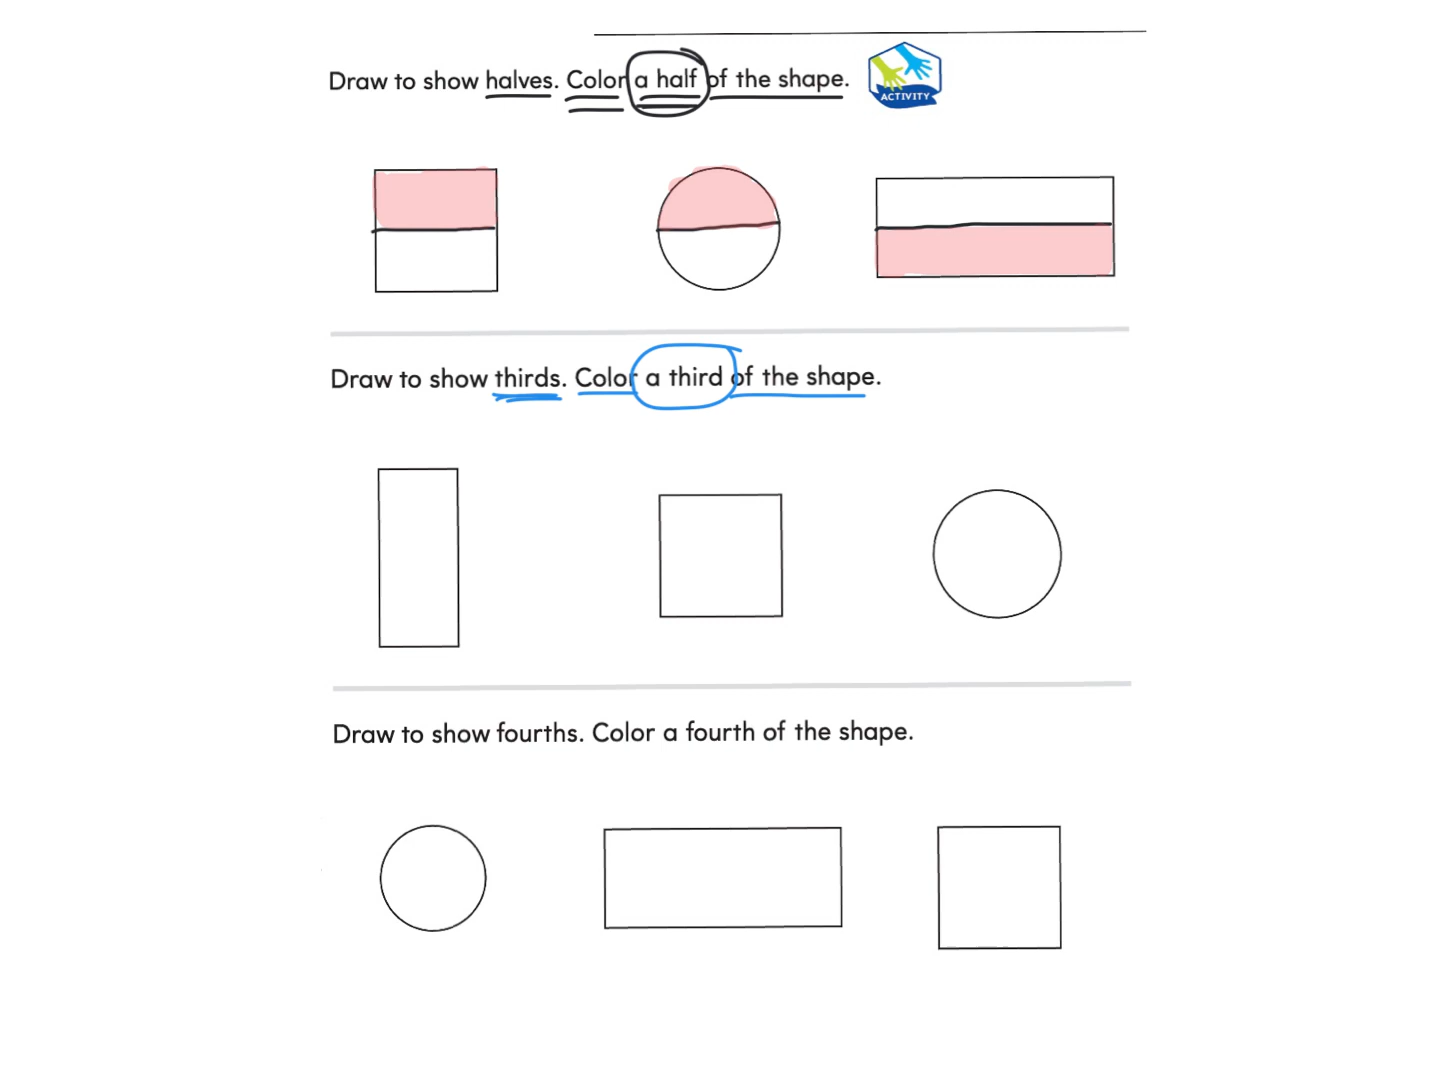 Draw to show halves. Color a half of the shape.
ACTIVITY
Draw to show thirds. Color a third of the shape.
Draw to show fourths. Color a fourth of the shape.